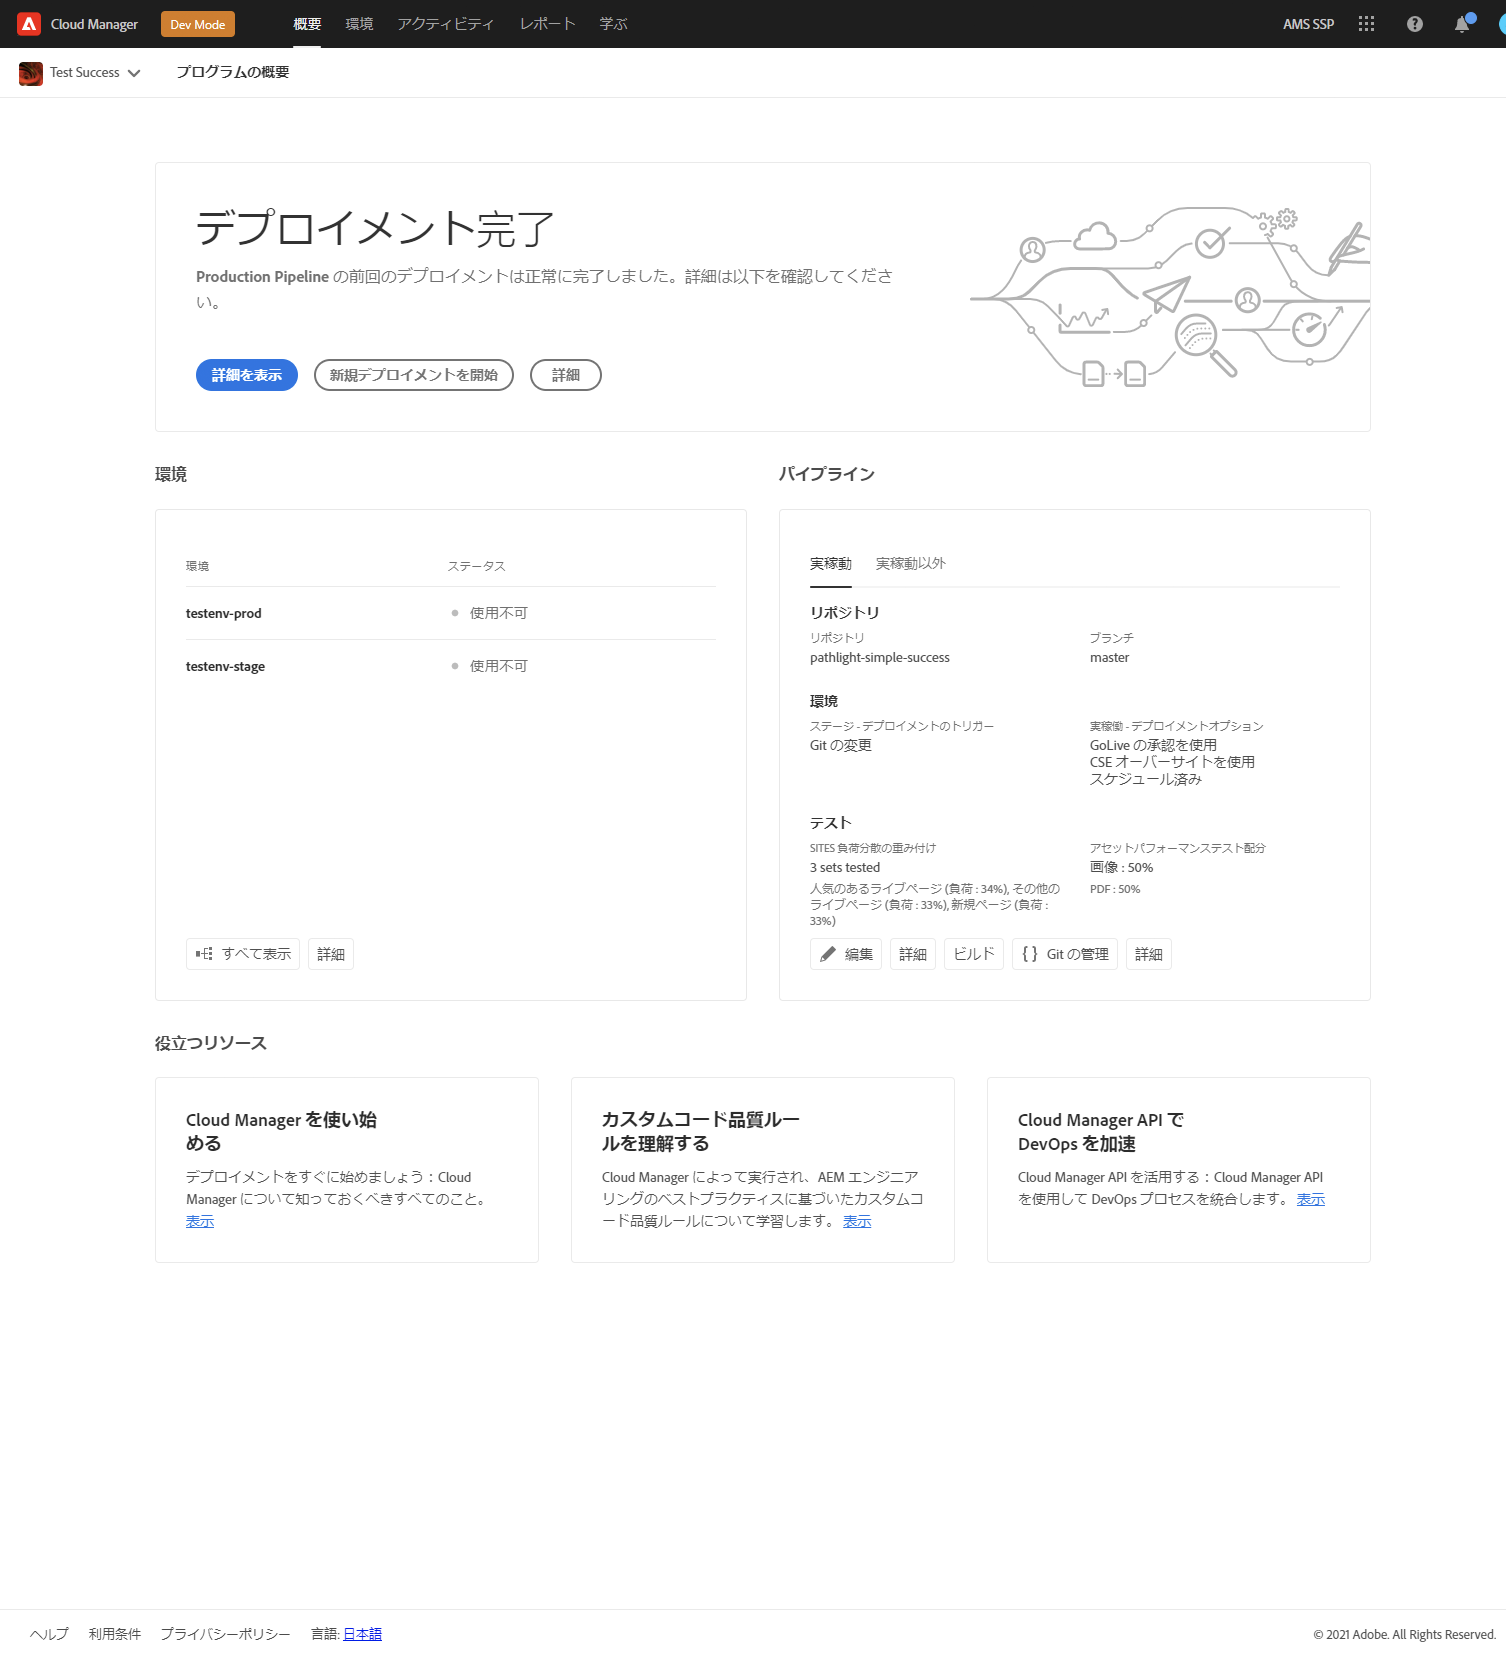 Cloud Manager
Dev Mode
概要 環境 アクティビティ レポート 学ぶ
AMS SSP
Test Success
プログラムの概要
デプロイメント完了
Production Pipeline の前回のデプロイメントは正常に完了しました。詳細は以下を確認してくださ
い。
詳細を表示 新規デプロイメントを開始 詳細
環境
環境 ステータス
testenv-prod 使用不可
testenv-stage 使用不可
すべて表示 詳細
パイプライン
実稼動 実稼動以外
リポジトリ
リポジトリ ブランチ
pathlight-simple-success master
環境
ステージ - デプロイメントのトリガー
Git の変更
実稼働 - デプロイメントオプション
GoLive の承認を使用
CSE オーバーサイトを使用
スケジュール済み
テスト
SITES 負荷分散の重み付け
3 sets tested
人気のあるライブページ (負荷 : 34%), その他の
ライブページ (負荷 : 33%), 新規ページ (負荷 :
33%)
アセットパフォーマンステスト配分
画像 : 50%
PDF : 50%
編集 詳細 ビルド Git の管理 詳細
役立つリソース
Cloud Manager を使い始
める
デプロイメントをすぐに始めましょう：Cloud
Manager について知っておくべきすべてのこと。
表示
カスタムコード品質ルー
ルを理解する
Cloud Manager によって実行され、AEM エンジニア
リングのベストプラクティスに基づいたカスタムコ
ード品質ルールについて学習します。 表示
Cloud Manager API で
DevOps を加速
Cloud Manager API を活用する：Cloud Manager API
を使用して DevOps プロセスを統合します。 表示
ヘルプ 利用条件 プライバシーポリシー 言語: 日本語
© 2021 Adobe. All Rights Reserved.